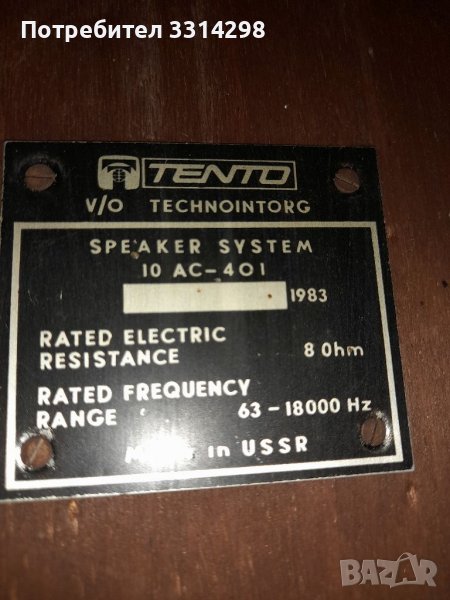 Потребител 3314298
TENTO
V/O TECHNOINTORG
SPEAKER SYSTEM
10 AC-401
1983
RATED ELECTRIC
RESISTANCE 8 Ohm
RATED FREQUENCY
RANGE 63-18000 Hz
in USSR
BAZAR